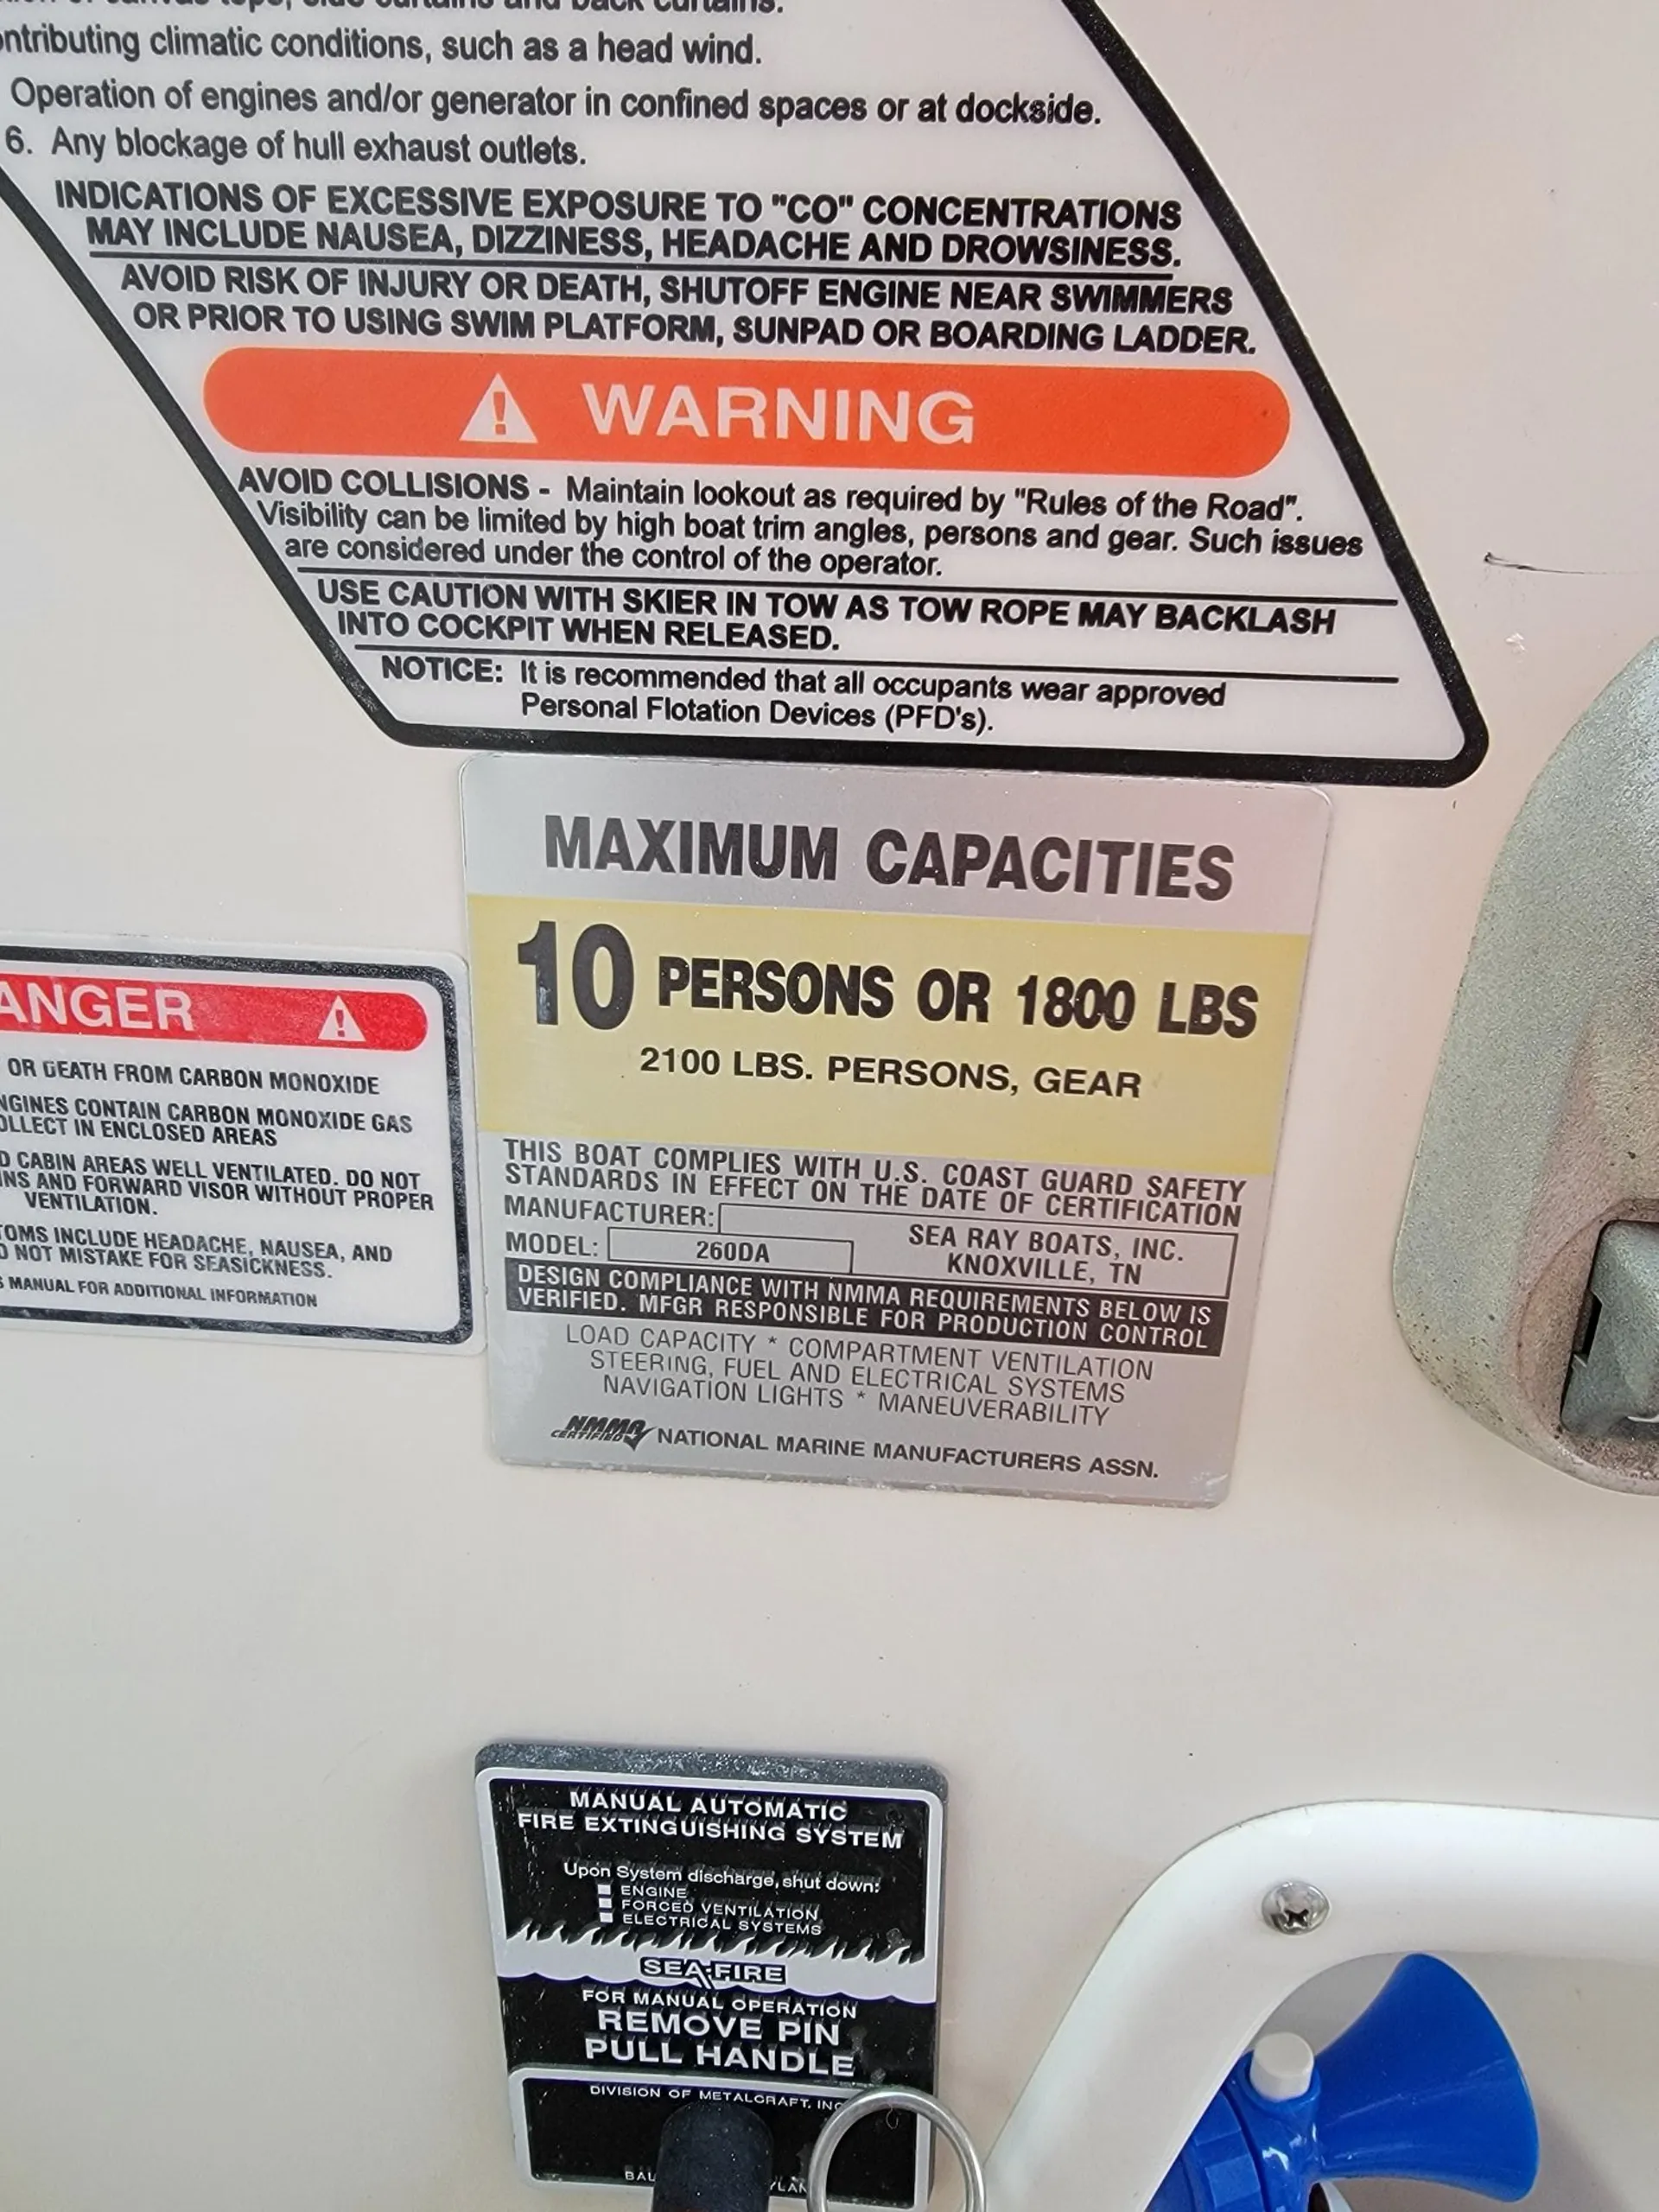 back curtains.
ntributing climatic conditions, such as a head wind.
Operation of engines and/or generator in confined spaces or at dockside.
6. Any blockage of hull exhaust outlets.
INDICATIONS OF EXCESSIVE EXPOSURE TO "CO" CONCENTRATIONS
MAY INCLUDE NAUSEA, DIZZINESS, HEADACHE AND DROWSINESS.
AVOID RISK OF INJURY OR DEATH, SHUTOFF ENGINE NEAR SWIMMERS
OR PRIOR TO USING SWIM PLATFORM, SUNPAD OR BOARDING LADDER.
WARNING
AVOID COLLISIONS - Maintain lookout as required by "Rules of the Road".
Visibility can be limited by high boat trim angles, persons and gear. Such issues
are considered under the control of the operator.
USE CAUTION WITH SKIER IN TOW AS TOW ROPE MAY BACKLASH
INTO COCKPIT WHEN RELEASED.
NOTICE: It is recommended that all occupants wear approved
Personal Flotation Devices (PFD's).
ANGER
OR DEATH FROM CARBON MONOXIDE
NGINES CONTAIN CARBON MONOXIDE GAS
OLLECT IN ENCLOSED AREAS
D CABIN AREAS WELL VENTILATED. DO NOT
INS AND FORWARD VISOR WITHOUT PROPER
VENTILATION.
TOMS INCLUDE HEADACHE, NAUSEA, AND
O NOT MISTAKE FOR SEASICKNESS.
S MANUAL FOR ADDITIONAL INFORMATION
MAXIMUM CAPACITIES
10 PERSONS OR 1800 LBS
2100 LBS. PERSONS, GEAR
THIS BOAT COMPLIES WITH U.S. COAST GUARD SAFETY
STANDARDS IN EFFECT ON THE DATE OF CERTIFICATION
MANUFACTURER: SEA RAY BOATS, INC.
KNOXVILLE, TN
MODEL: 260DA
DESIGN COMPLIANCE WITH NMMA REQUIREMENTS BELOW IS
VERIFIED. MFGR RESPONSIBLE FOR PRODUCTION CONTROL
LOAD CAPACITY * COMPARTMENT VENTILATION
STEERING, FUEL AND ELECTRICAL SYSTEMS
NAVIGATION LIGHTS * MANEUVERABILITY
NMMA CERTIFIED NATIONAL MARINE MANUFACTURERS ASSN.
MANUAL AUTOMATIC
FIRE EXTINGUISHING SYSTEM
Upon System discharge, shut down:
ENGINE
FORCED VENTILATION
ELECTRICAL SYSTEMS
SEA-FIRE
FOR MANUAL OPERATION
REMOVE PIN
PULL HANDLE
DIVISION OF METALCRAFT, INC
BAL